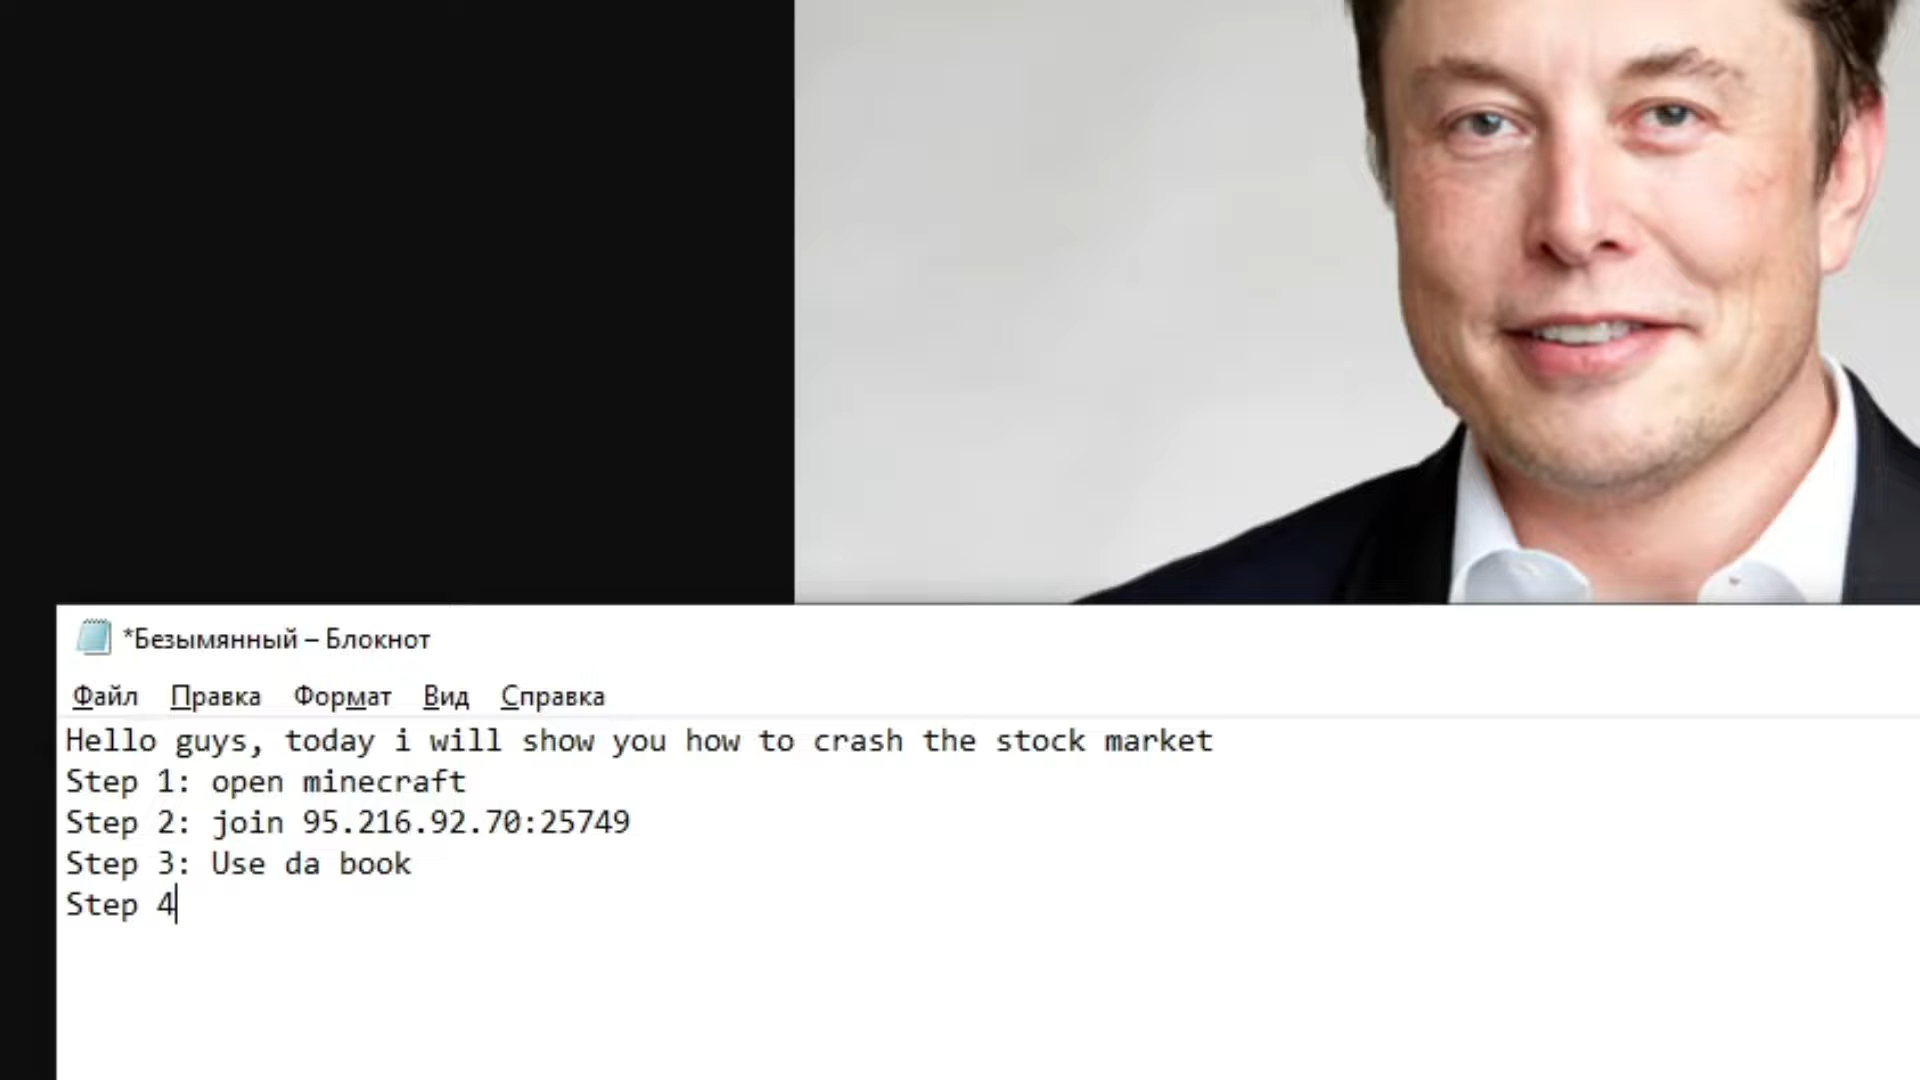 *Безымянный – Блокнот
Файл Правка Формат Вид Справка
Hello guys, today i will show you how to crash the stock market
Step 1: open minecraft
Step 2: join 95.216.92.70:25749
Step 3: Use da book
Step 4